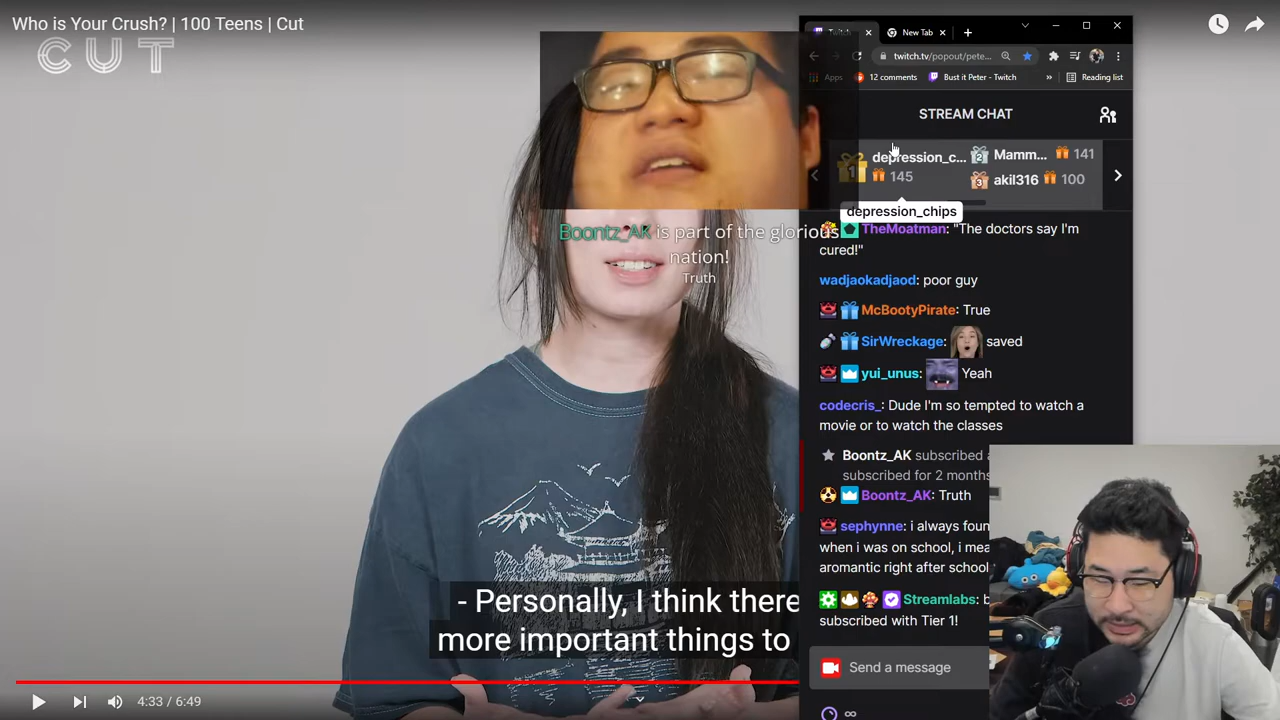 Who is Your Crush? | 100 Teens | Cut
CUT
Twitch
New Tab
twitch.tv/popout/pete...
Apps
12 comments
Bust it Peter - Twitch
»
Reading list
STREAM CHAT
1
depression_c...
145
2
Mamm...
141
3
akil316
100
depression_chips
Boontz_AK is part of the glorious
nation!
Truth
TheMoatman: "The doctors say I'm
cured!"
wadjaokadjaod: poor guy
McBootyPirate: True
SirWreckage: saved
yui_unus: Yeah
codecris_: Dude I'm so tempted to watch a
movie or to watch the classes
Boontz_AK subscribed
subscribed for 2 months
Boontz_AK: Truth
sephynne: i always foun
when i was on school, i mea
aromantic right after school
Streamlabs: b
subscribed with Tier 1!
- Personally, I think there
more important things to
Send a message
4:33 / 6:49